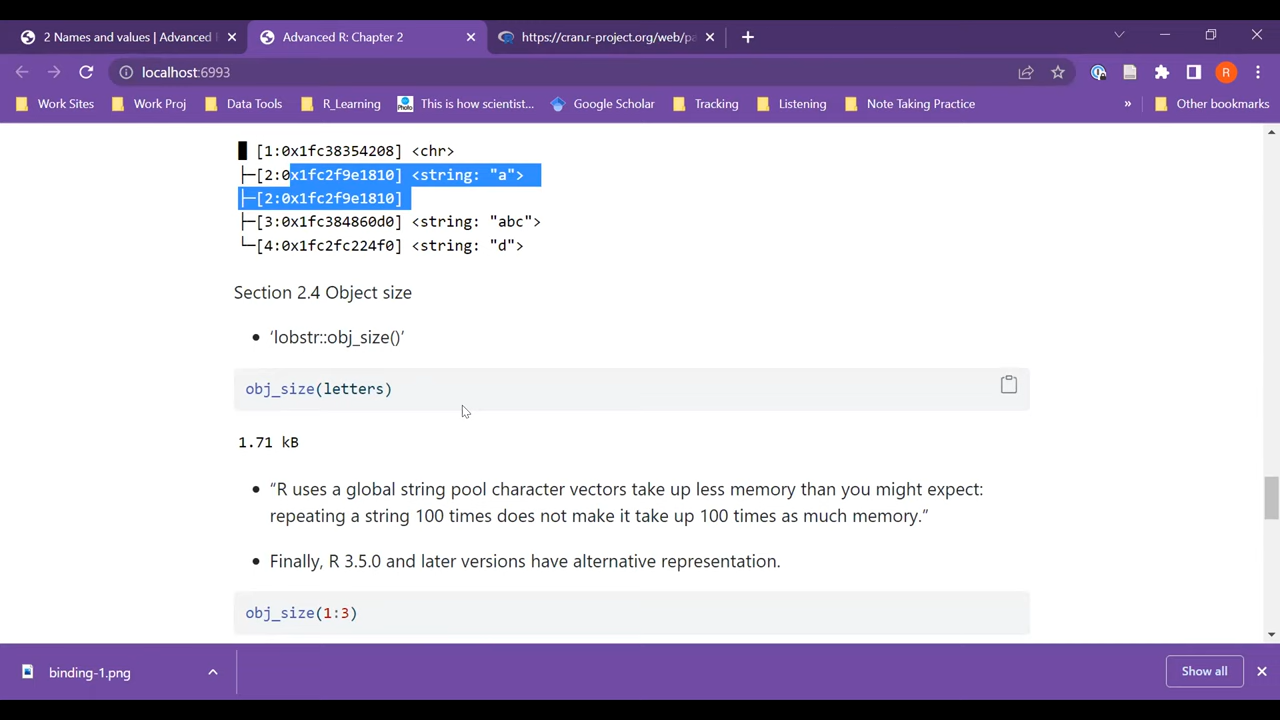 2 Names and values | Advanced
Advanced R: Chapter 2
https://cran.r-project.org/web/pa
localhost:6993
R
Work Sites
Work Proj
Data Tools
R_Learning
Photo
This is how scientist...
Google Scholar
Tracking
Listening
Note Taking Practice
»
Other bookmarks
█ [1:0x1fc38354208] <chr>
├─[2:0x1fc2f9e1810] <string: "a">
├─[2:0x1fc2f9e1810]
├─[3:0x1fc384860d0] <string: "abc">
└─[4:0x1fc2fc224f0] <string: "d">
Section 2.4 Object size
• ‘lobstr::obj_size()’
obj_size(letters)
1.71 kB
• “R uses a global string pool character vectors take up less memory than you might expect:
repeating a string 100 times does not make it take up 100 times as much memory.”
• Finally, R 3.5.0 and later versions have alternative representation.
obj_size(1:3)
binding-1.png
Show all